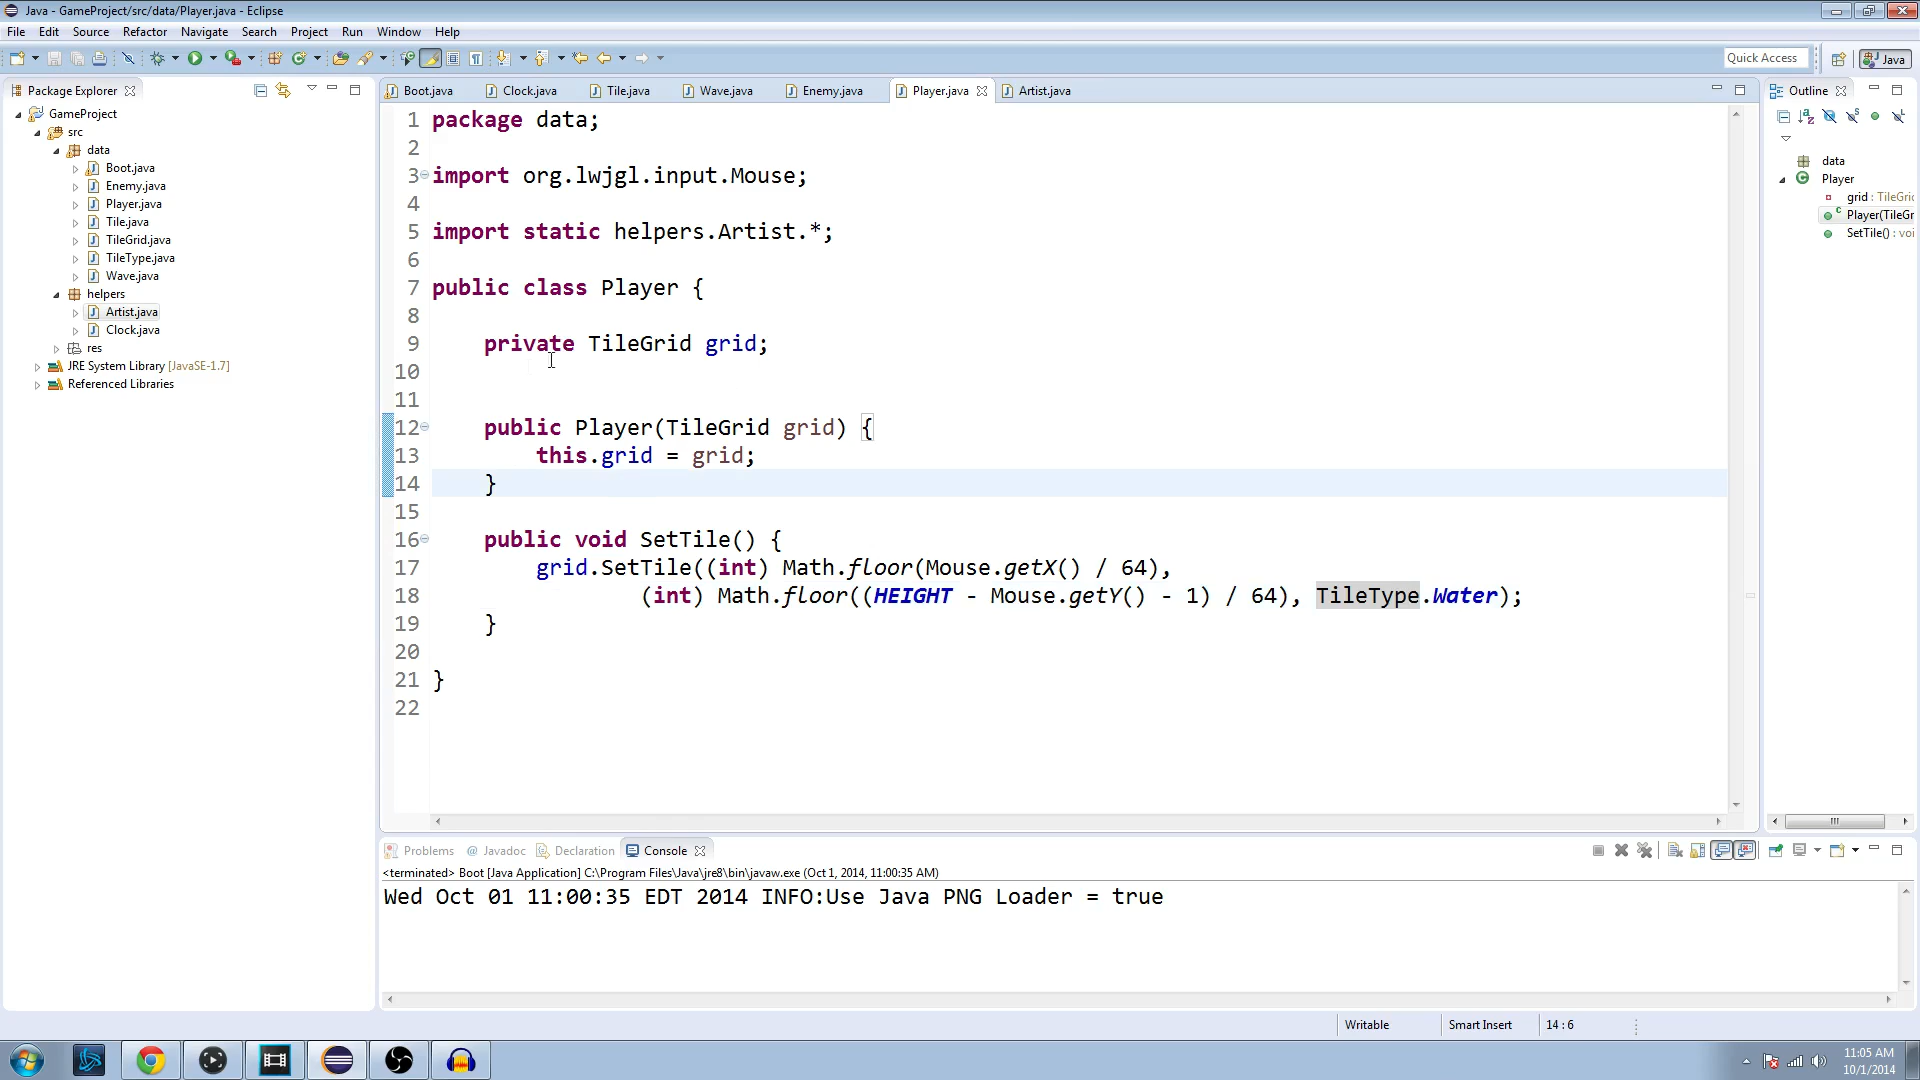 Java - GameProject/src/data/Player.java - Eclipse
File Edit Source Refactor Navigate Search Project Run Window Help
Quick Access
Java
Package Explorer
GameProject
src
data
Boot.java
Enemy.java
Player.java
Tile.java
TileGrid.java
TileType.java
Wave.java
helpers
Artist.java
Clock.java
res
JRE System Library [JavaSE-1.7]
Referenced Libraries
Boot.java Clock.java Tile.java Wave.java Enemy.java Player.java Artist.java
1 package data;
2
3 import org.lwjgl.input.Mouse;
4
5 import static helpers.Artist.*;
6
7 public class Player {
8
9 private TileGrid grid;
10
11
12 public Player(TileGrid grid) {
13 this.grid = grid;
14 }
15
16 public void SetTile() {
17 grid.SetTile((int) Math.floor(Mouse.getX() / 64),
18 (int) Math.floor((HEIGHT - Mouse.getY() - 1) / 64), TileType.Water);
19 }
20
21 }
22
Outline
data
Player
grid : TileGri
Player(TileGr
SetTile() : voi
Problems @ Javadoc Declaration Console
<terminated> Boot [Java Application] C:\Program Files\Java\jre8\bin\javaw.exe (Oct 1, 2014, 11:00:35 AM)
Wed Oct 01 11:00:35 EDT 2014 INFO:Use Java PNG Loader = true
Writable Smart Insert 14 : 6
11:05 AM
10/1/2014